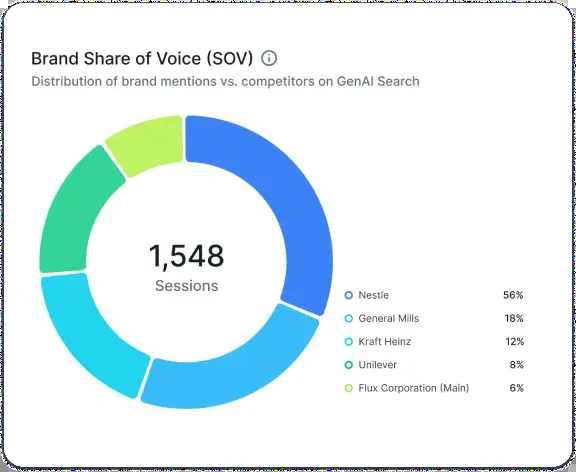 Brand Share of Voice (SOV)
Distribution of brand mentions vs. competitors on GenAI Search
1,548
Sessions
Nestle 56%
General Mills 18%
Kraft Heinz 12%
Unilever 8%
Flux Corporation (Main) 6%